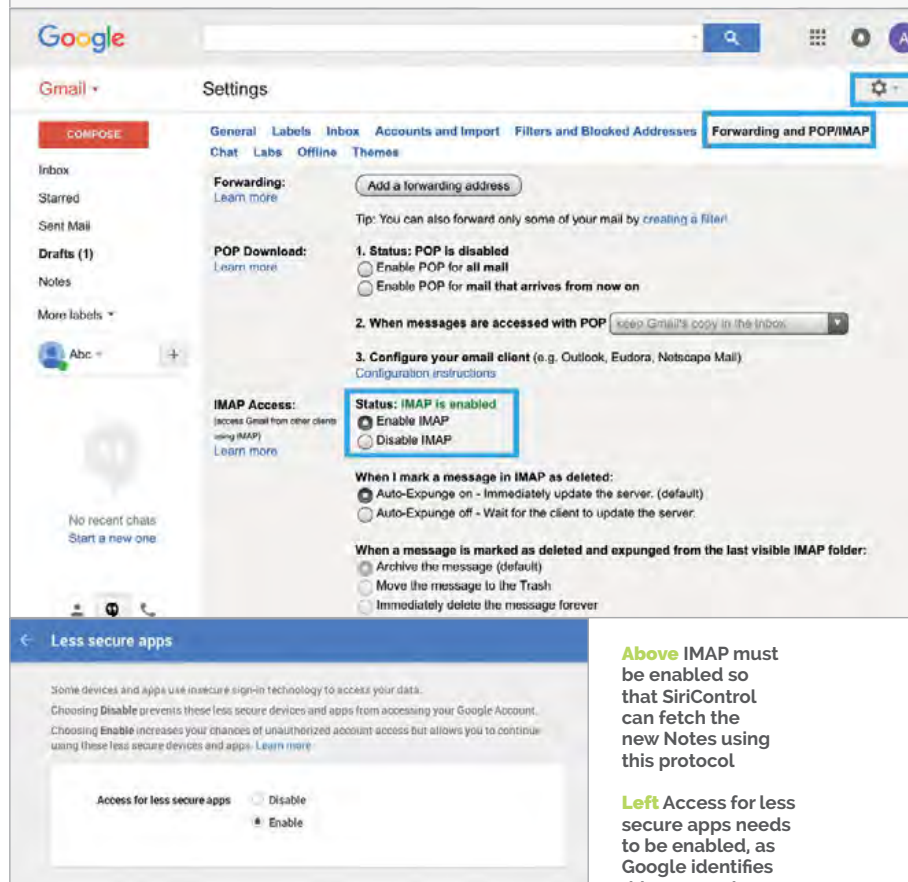 Google
A
Gmail
Settings
COMPOSE
General Labels Inbox Accounts and Import Filters and Blocked Addresses Forwarding and POP/IMAP
Chat Labs Offline Themes
Inbox
Starred
Sent Mail
Drafts (1)
Notes
More labels
Abc
+
No recent chats
Start a new one
Forwarding:
Learn more
Add a forwarding address
Tip: You can also forward only some of your mail by creating a filter!
POP Download:
Learn more
1. Status: POP is disabled
Enable POP for all mail
Enable POP for mail that arrives from now on
2. When messages are accessed with POP keep Gmail's copy in the Inbox
3. Configure your email client (e.g. Outlook, Eudora, Netscape Mail)
Configuration instructions
IMAP Access:
(access Gmail from other clients
using IMAP)
Learn more
Status: IMAP is enabled
Enable IMAP
Disable IMAP
When I mark a message in IMAP as deleted:
Auto-Expunge on - Immediately update the server. (default)
Auto-Expunge off - Wait for the client to update the server.
When a message is marked as deleted and expunged from the last visible IMAP folder:
Archive the message (default)
Move the message to the Trash
Immediately delete the message forever
Less secure apps
Some devices and apps use insecure sign-in technology to access your data.
Choosing Disable prevents these less secure devices and apps from accessing your Google Account.
Choosing Enable increases your chances of unauthorized account access but allows you to continue
using these less secure devices and apps. Learn more
Access for less secure apps
Disable
Enable
Above IMAP must
be enabled so
that SiriControl
can fetch the
new Notes using
this protocol
Left Access for less
secure apps needs
to be enabled, as
Google identifies